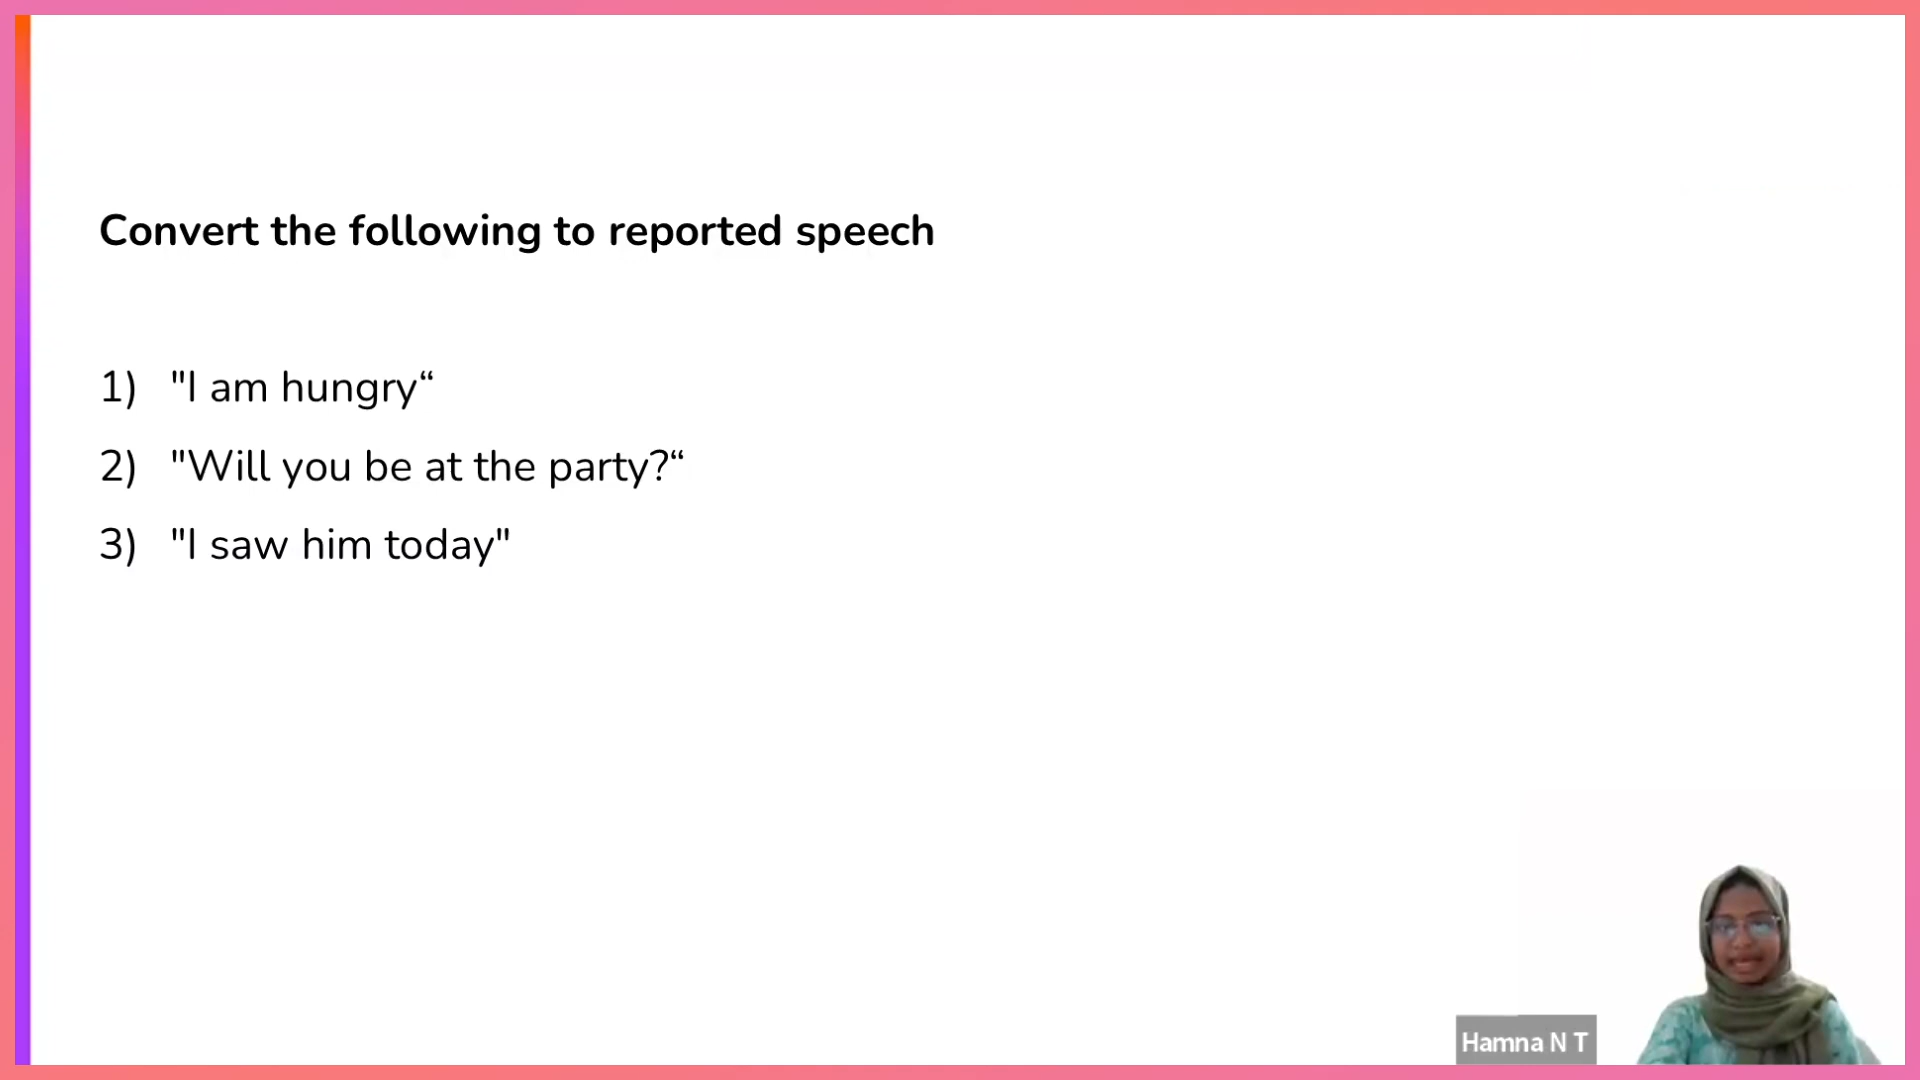 Convert the following to reported speech
1) "I am hungry“
2) "Will you be at the party?“
3) "I saw him today"
Hamna N T